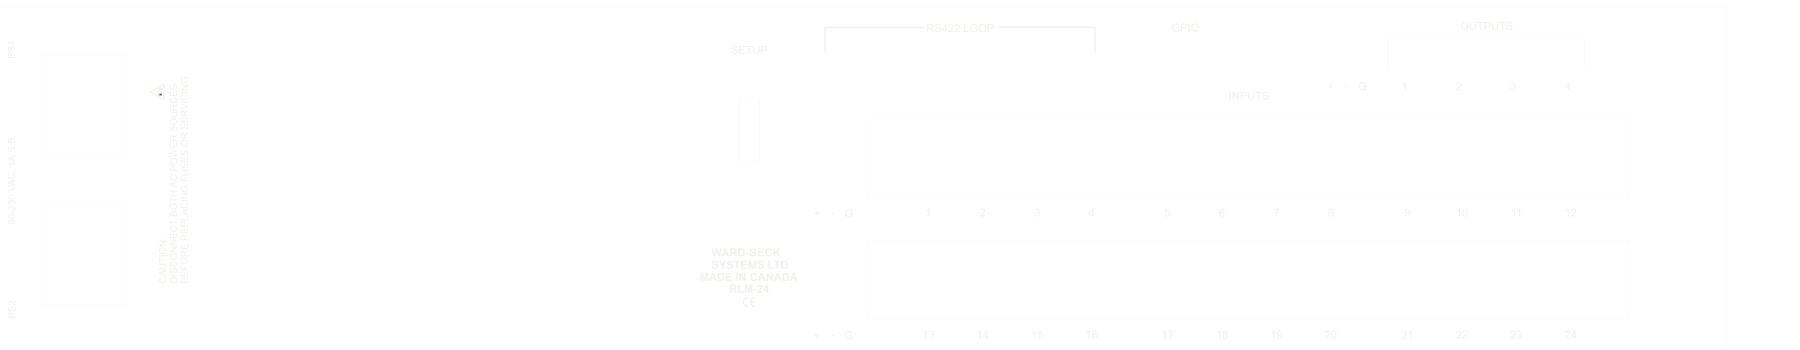 PS1
90-230 VAC, 1A S.B.
PS2
CAUTION:
DISCONNECT BOTH AC POWER SOURCES
BEFORE REPLACING FUSES OR SERVICING
SETUP
RS422 LOOP
GPIO
OUTPUTS
+ - G 1 2 3 4
INPUTS
+ - G 1 2 3 4 5 6 7 8 9 10 11 12
WARD-BECK
SYSTEMS LTD
MADE IN CANADA
RLM-24
CE
+ - G 13 14 15 16 17 18 19 20 21 22 23 24